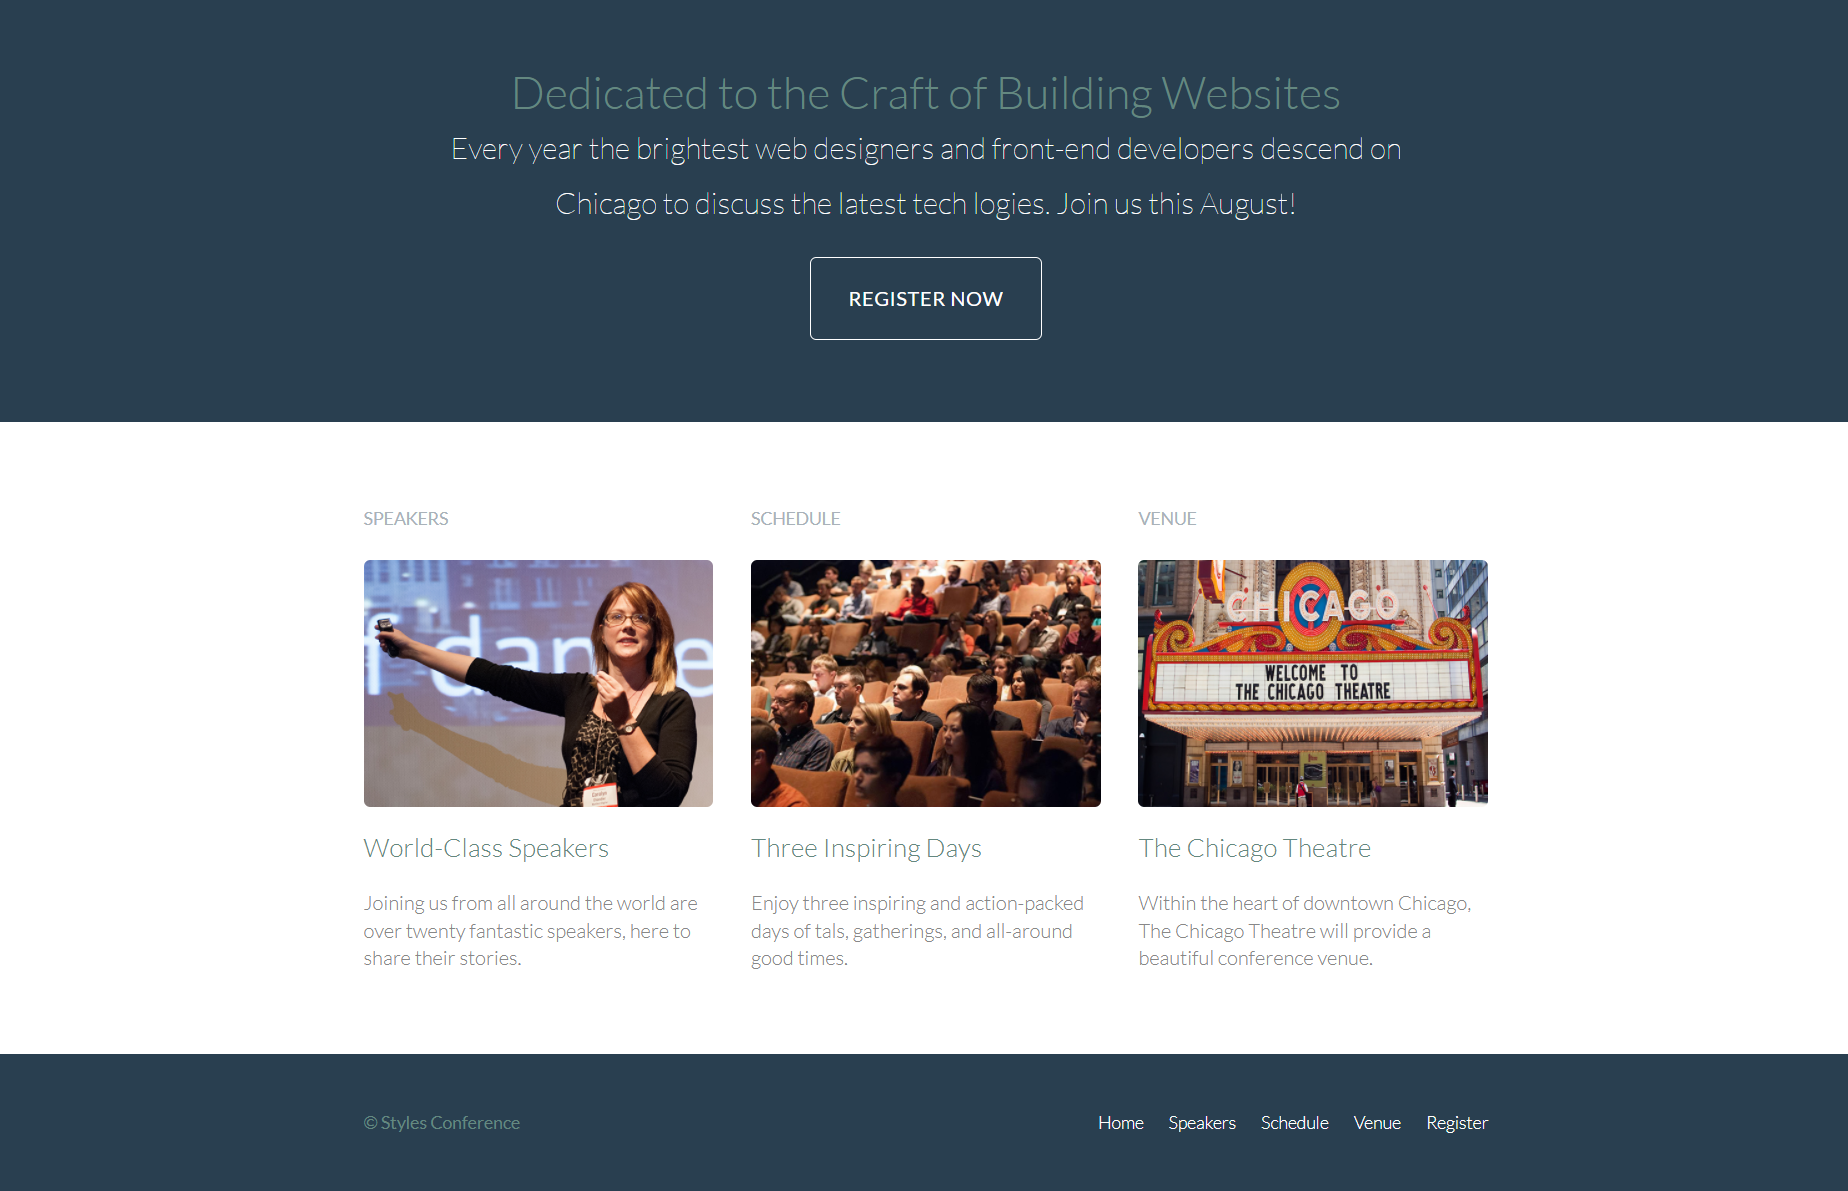 Dedicated to the Craft of Building Websites
Every year the brightest web designers and front-end developers descend on
Chicago to discuss the latest tech logies. Join us this August!
REGISTER NOW
SPEAKERS
SCHEDULE
VENUE
f dan e
CHICAGO
WELCOME TO
THE CHICAGO THEATRE
World-Class Speakers
Joining us from all around the world are
over twenty fantastic speakers, here to
share their stories.
Three Inspiring Days
Enjoy three inspiring and action-packed
days of tals, gatherings, and all-around
good times.
The Chicago Theatre
Within the heart of downtown Chicago,
The Chicago Theatre will provide a
beautiful conference venue.
© Styles Conference
Home Speakers Schedule Venue Register